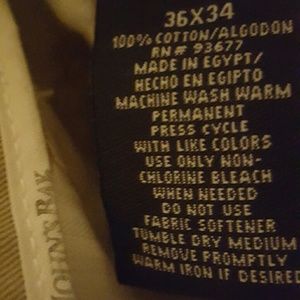 36X34
100% COTTON/ALGODON
RN# 93677
MADE IN EGYPT/
HECHO EN EGIPTO
MACHINE WASH WARM
PERMANENT
PRESS CYCLE
WITH LIKE COLORS
USE ONLY NON-
CHLORINE BLEACH
WHEN NEEDED
DO NOT USE
FABRIC SOFTENER
TUMBLE DRY MEDIUM
REMOVE PROMPTLY
WARM IRON IF DESIRED
JOHN'S BAY